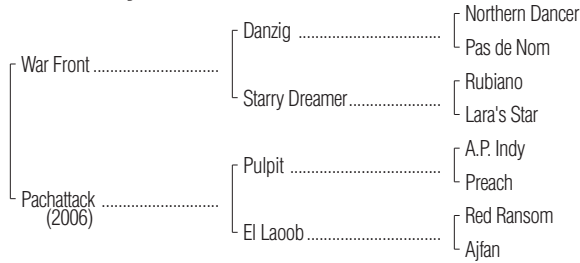 Northern Dancer
Danzig ..............................
Pas de Nom
War Front ..........................
Rubiano
Starry Dreamer...................
Lara's Star
A.P. Indy
Pulpit ................................
Preach
Pachattack ........................
(2006)
Red Ransom
El Laoob............................
Ajfan